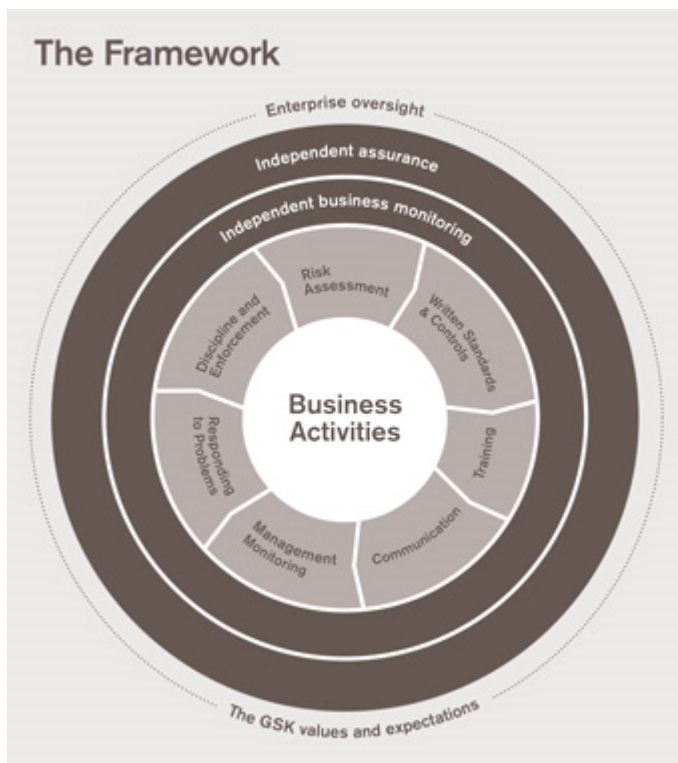 The Framework
Enterprise oversight
Independent assurance
Independent business monitoring
Risk
Assessment
Written Standards
& Controls
Training
Communication
Management
Monitoring
Responding
to Problems
Discipline and
Enforcement
Business
Activities
The GSK values and expectations